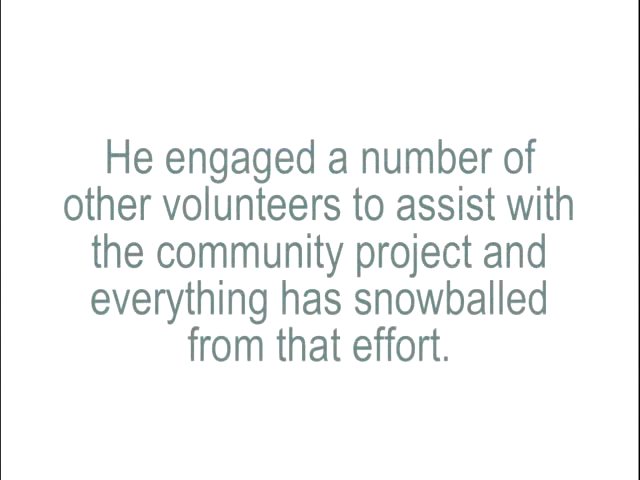 He engaged a number of
other volunteers to assist with
the community project and
everything has snowballed
from that effort.